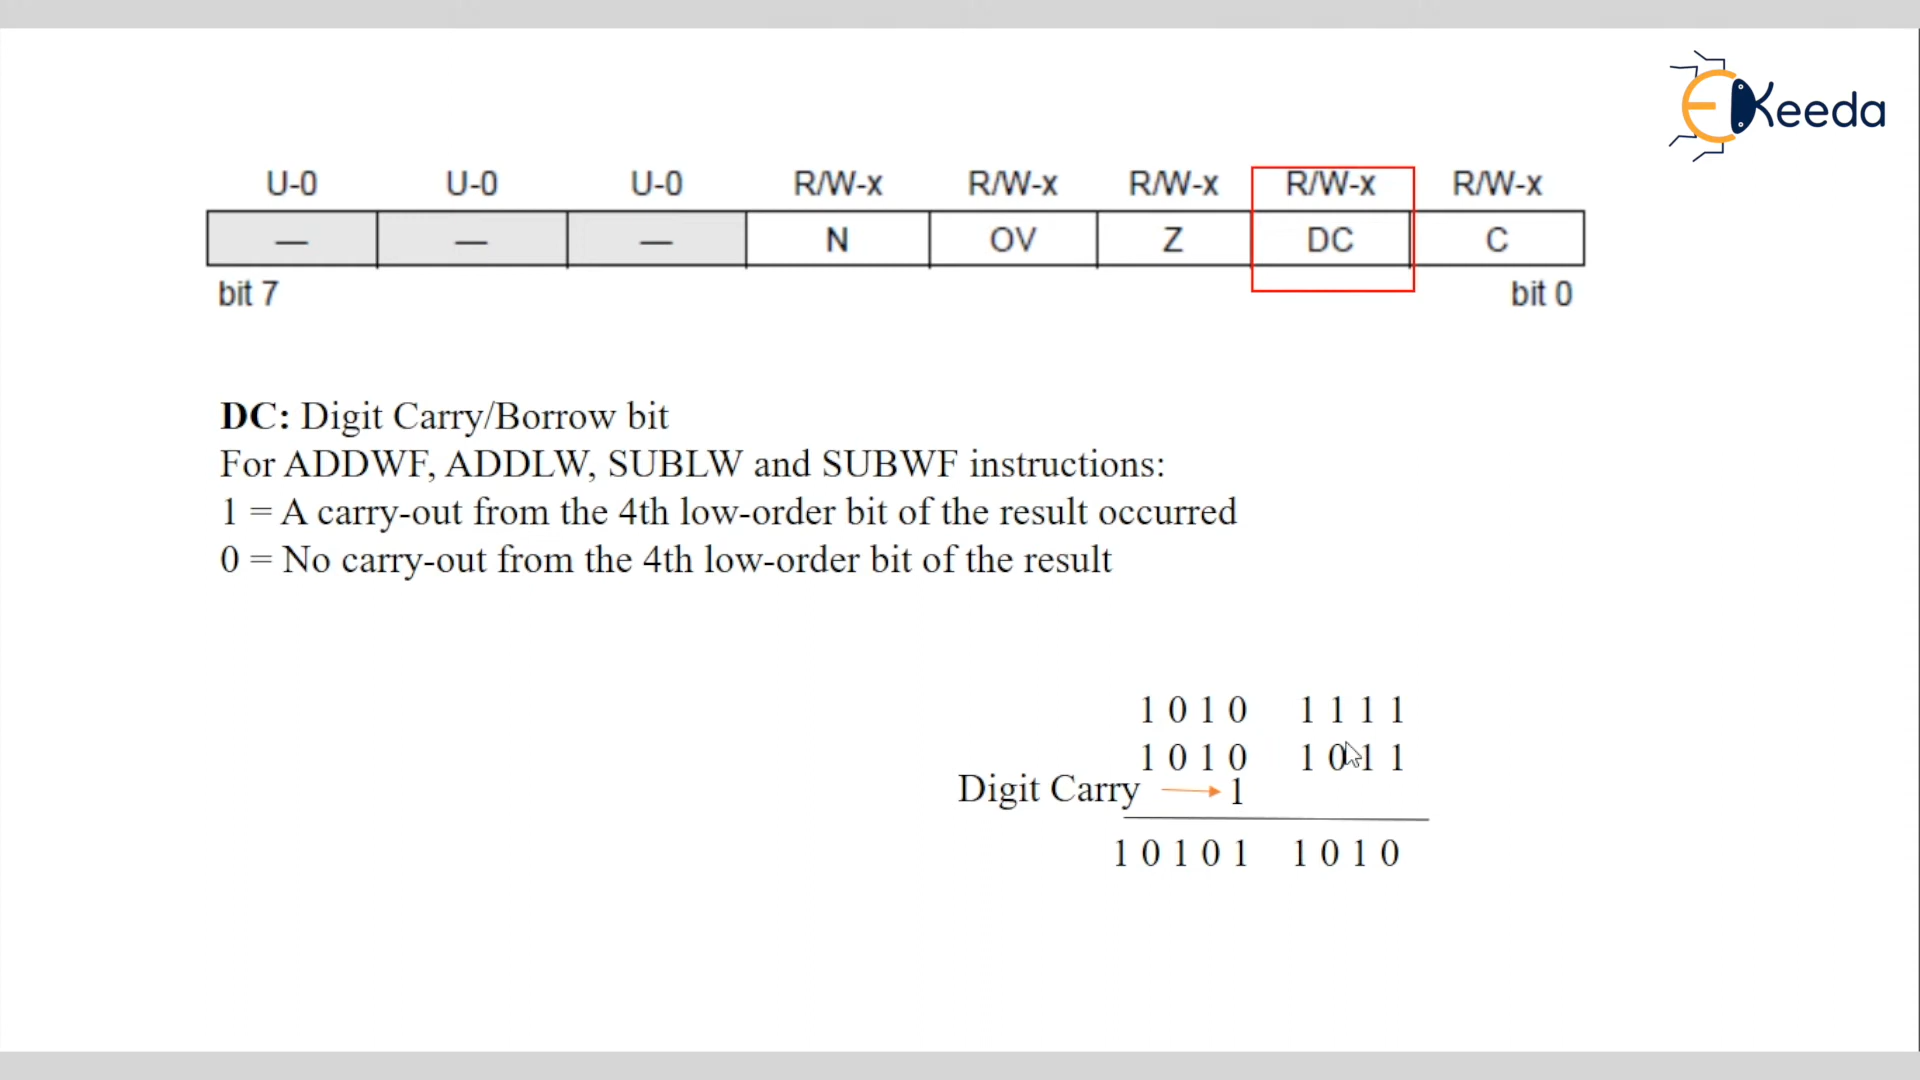 EKeeda
U-0 U-0 U-0 R/W-x R/W-x R/W-x R/W-x R/W-x
— — — N OV Z DC C
bit 7 bit 0
DC: Digit Carry/Borrow bit
For ADDWF, ADDLW, SUBLW and SUBWF instructions:
1 = A carry-out from the 4th low-order bit of the result occurred
0 = No carry-out from the 4th low-order bit of the result
1 0 1 0 1 1 1 1
1 0 1 0 1 0 1 1
Digit Carry 1
1 0 1 0 1 1 0 1 0